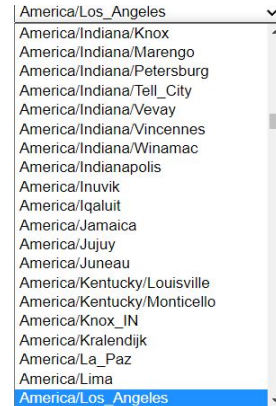 America/Los_Angeles
America/Indiana/Knox
America/Indiana/Marengo
America/Indiana/Petersburg
America/Indiana/Tell_City
America/Indiana/Vevay
America/Indiana/Vincennes
America/Indiana/Winamac
America/Indianapolis
America/Inuvik
America/Iqaluit
America/Jamaica
America/Jujuy
America/Juneau
America/Kentucky/Louisville
America/Kentucky/Monticello
America/Knox_IN
America/Kralendijk
America/La_Paz
America/Lima
America/Los_Angeles